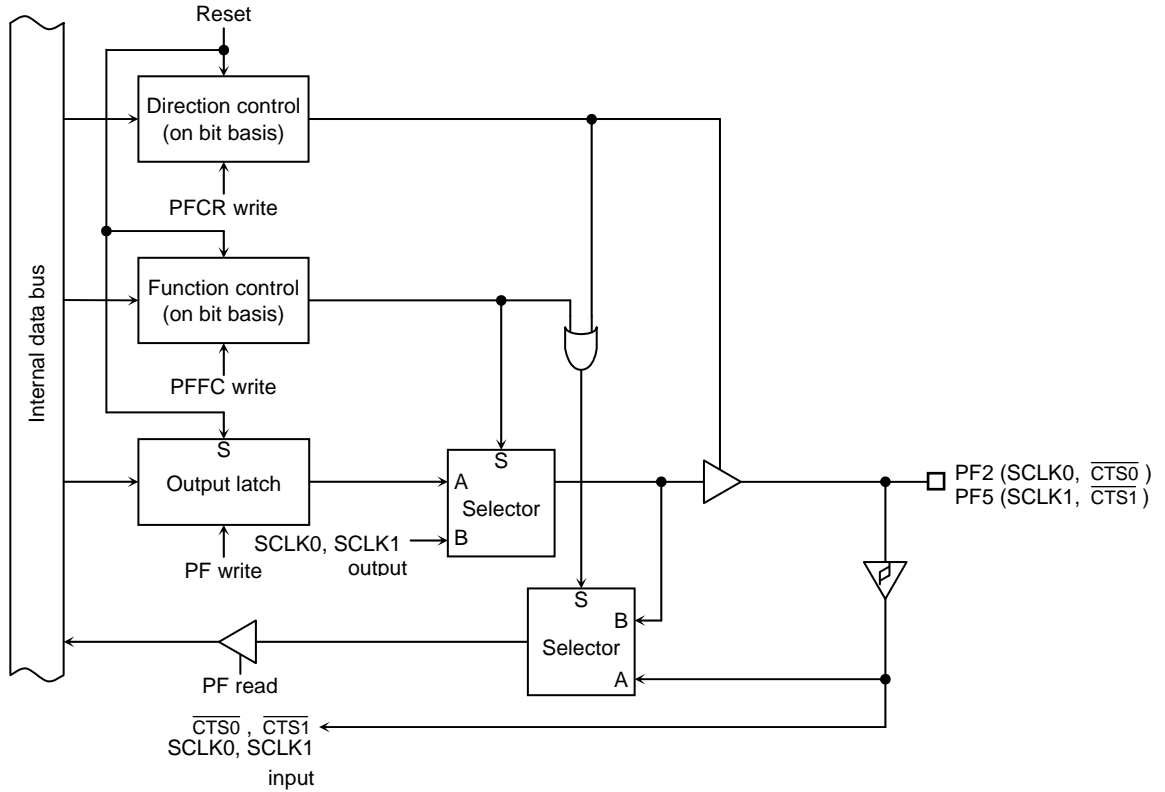 Reset
Direction control
(on bit basis)
PFCR write
Internal data bus
Function control
(on bit basis)
PFFC write
S
Output latch
PF write
S
A
Selector
B
SCLK0, SCLK1
output
PF2 (SCLK0, CTS0)
PF5 (SCLK1, CTS1)
S
B
Selector
A
PF read
CTS0, CTS1
SCLK0, SCLK1
input